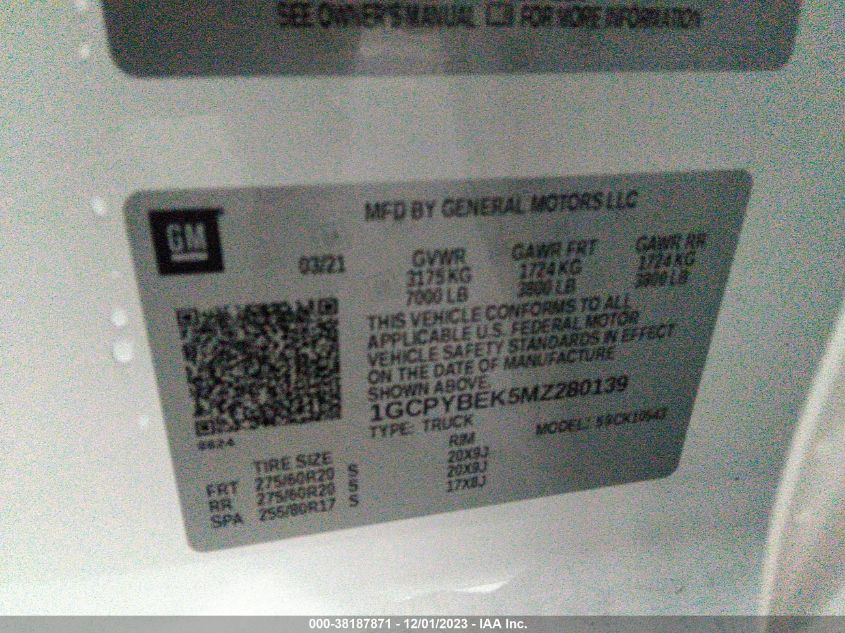 SEE OWNER'S MANUAL FOR MORE INFORMATION
GM
MFD BY GENERAL MOTORS LLC
03/21
GVWR GAWR FRT GAWR RR
3175 KG 1724 KG 1724 KG
7000 LB 3800 LB 3800 LB
THIS VEHICLE CONFORMS TO ALL
APPLICABLE U.S. FEDERAL MOTOR
VEHICLE SAFETY STANDARDS IN EFFECT
ON THE DATE OF MANUFACTURE
SHOWN ABOVE.
1GCPYBEK5MZ280139
TYPE: TRUCK MODEL:
TIRE SIZE RIM
FRT 275/60R20 S 20X9J
RR 275/60R20 S 20X9J
SPA 255/80R17 S 17X8J
000-38187871 - 12/01/2023 - IAA Inc.